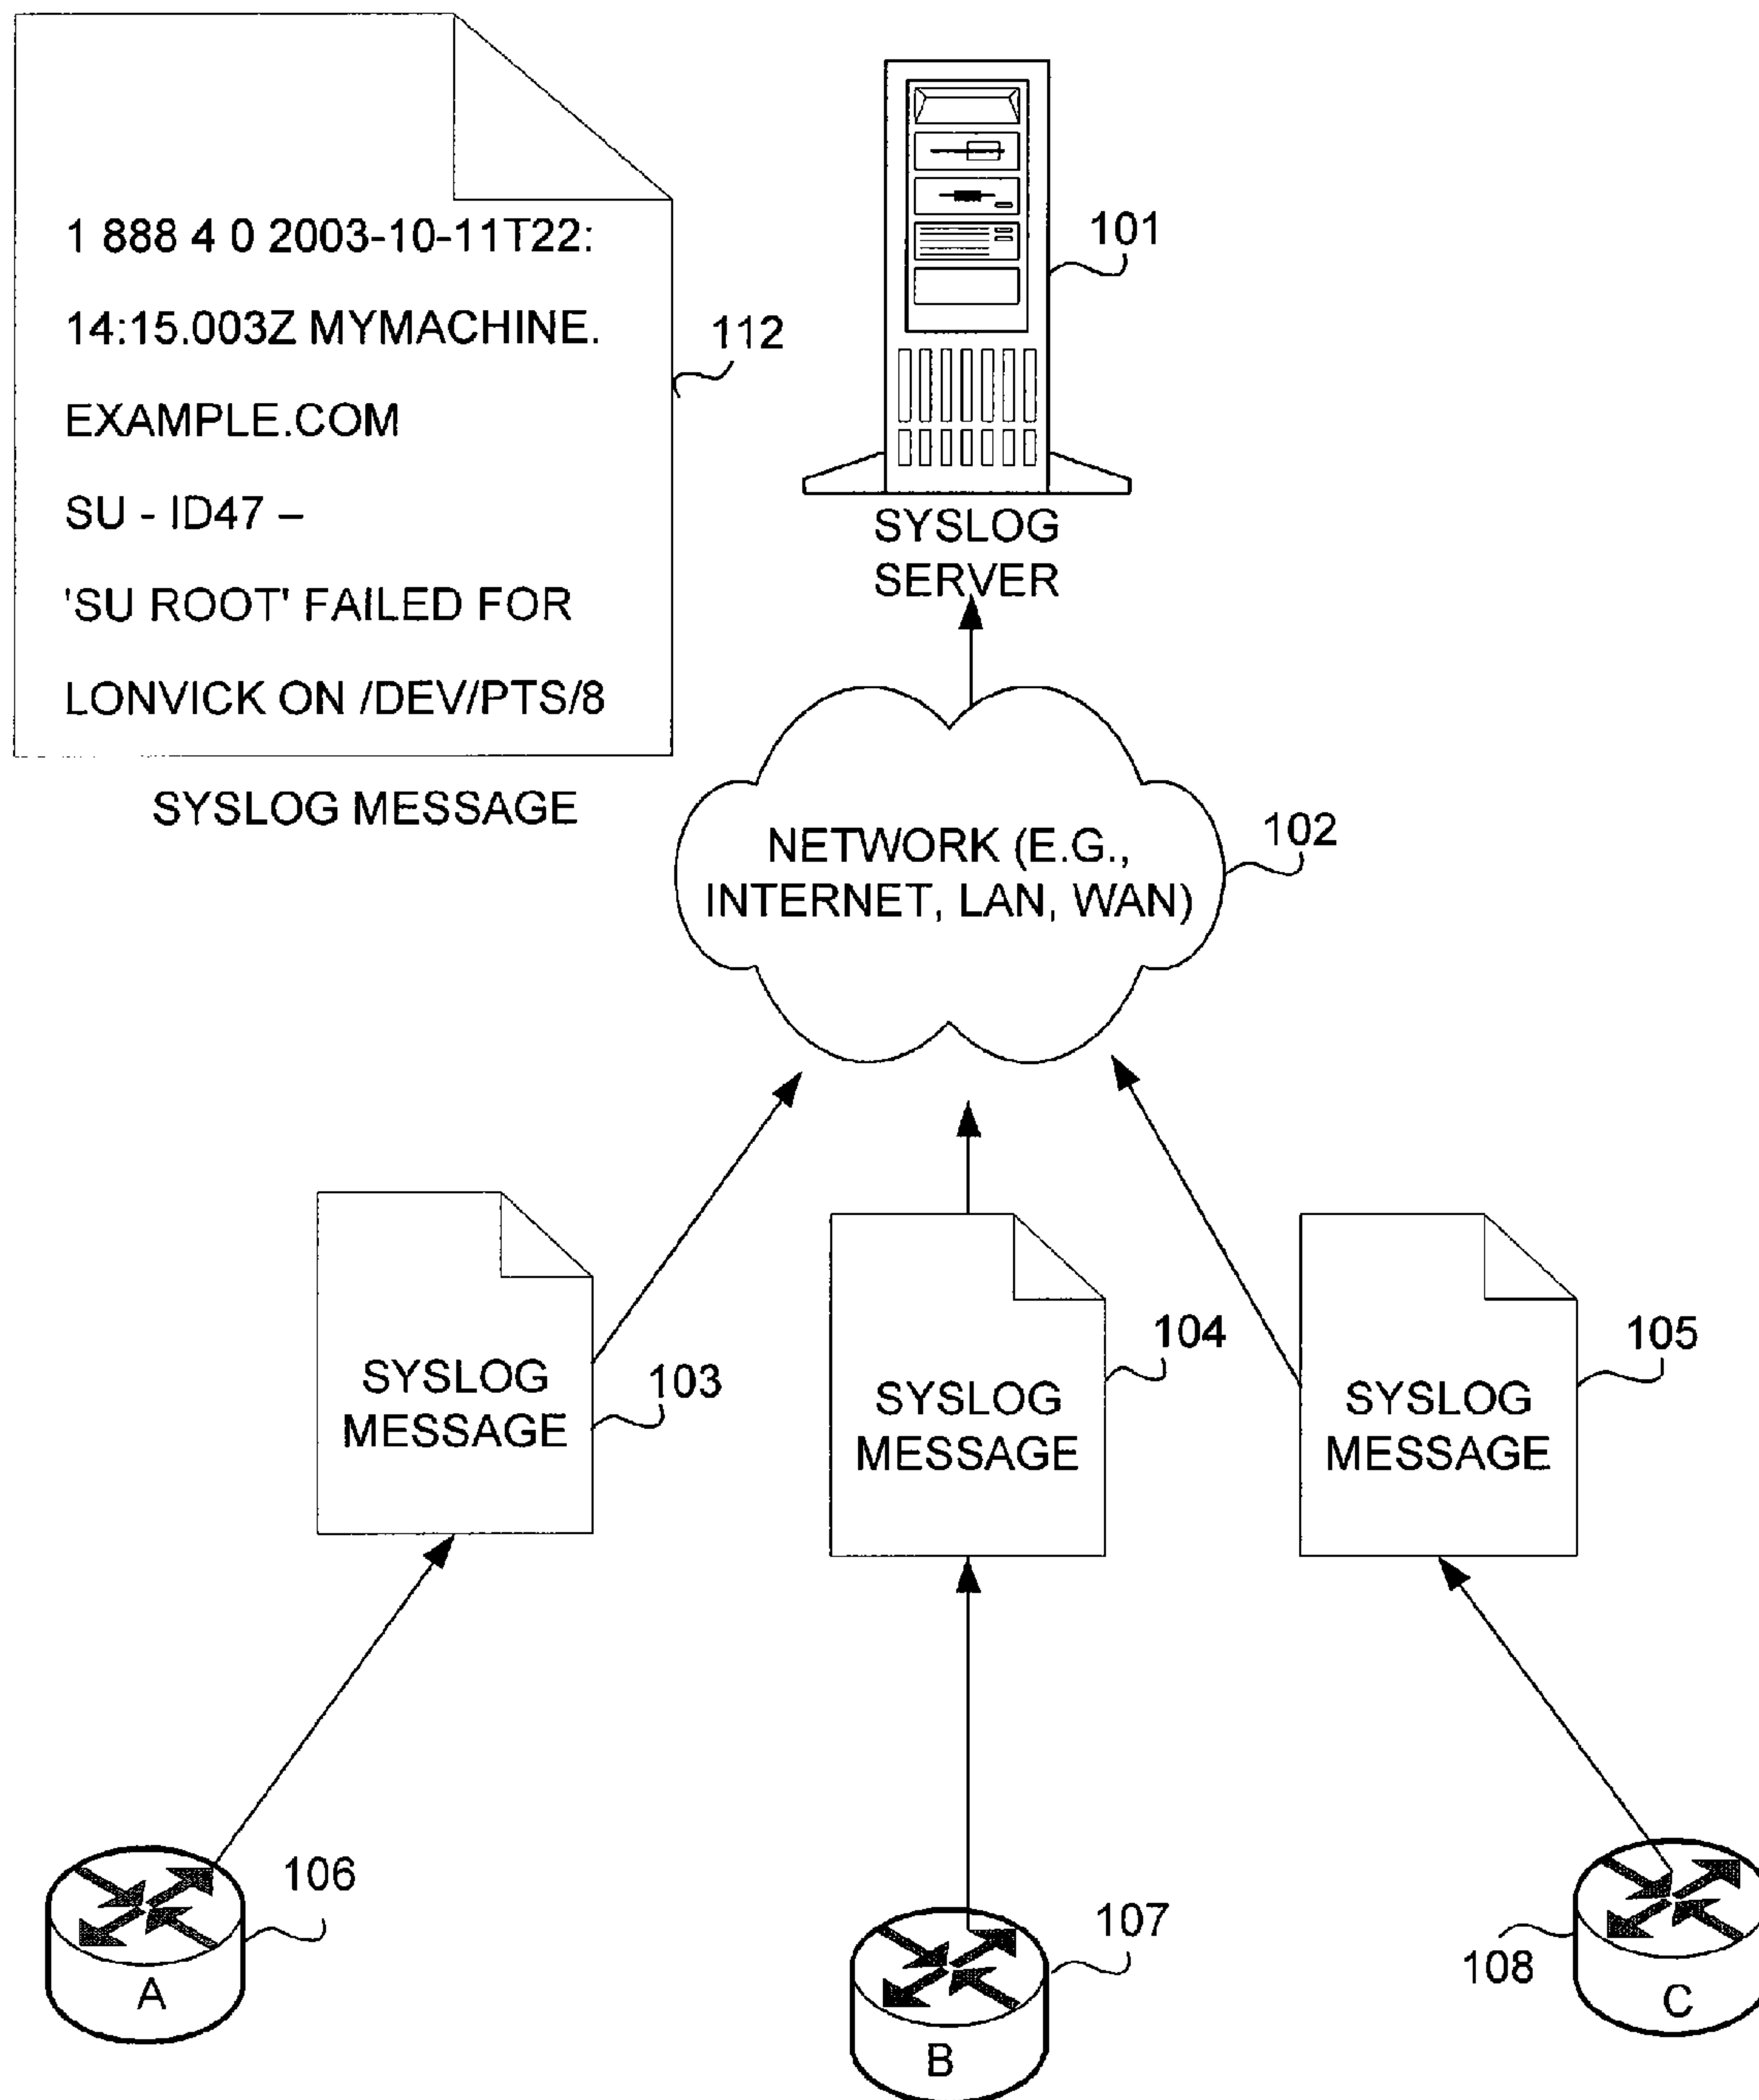 1 888 4 0 2003-10-11T22:
14:15.003Z MYMACHINE.
EXAMPLE.COM
SU - ID47 –
'SU ROOT' FAILED FOR
LONVICK ON /DEV/PTS/8
112
SYSLOG MESSAGE
101
SYSLOG
SERVER
102
NETWORK (E.G.,
INTERNET, LAN, WAN)
SYSLOG
MESSAGE
103
SYSLOG
MESSAGE
104
SYSLOG
MESSAGE
105
106
A
107
B
108
C